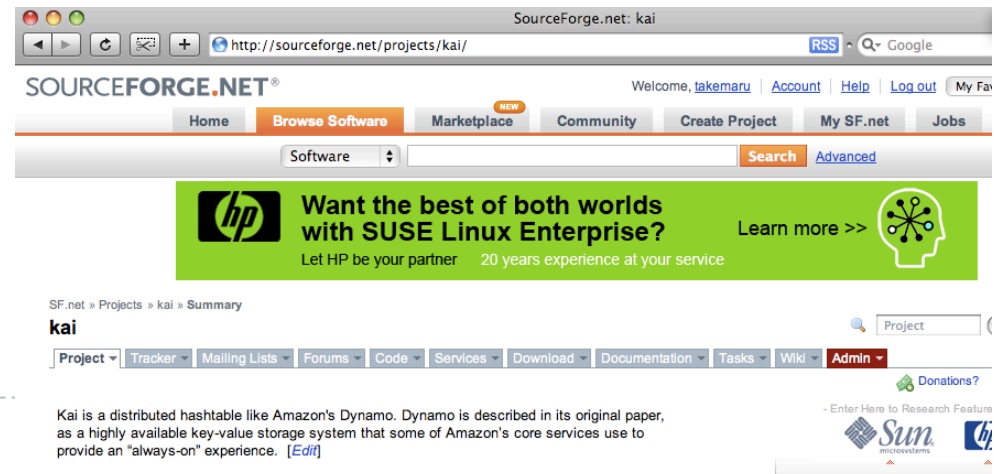 SourceForge.net: kai
http://sourceforge.net/projects/kai/ RSS Google
SOURCEFORGE.NET® Welcome, takemaru Account Help Log out My Fav
NEW
Home Browse Software Marketplace Community Create Project My SF.net Jobs
Software Search Advanced
hp Want the best of both worlds
with SUSE Linux Enterprise? Learn more >>
Let HP be your partner 20 years experience at your service
SF.net » Projects » kai » Summary
kai Project
Project Tracker Mailing Lists Forums Code Services Download Documentation Tasks Wiki Admin
Donations?
- Enter Here to Research Feature
Kai is a distributed hashtable like Amazon's Dynamo. Dynamo is described in its original paper,
as a highly available key-value storage system that some of Amazon's core services use to
provide an "always-on" experience. [Edit]
Sun microsystems hp